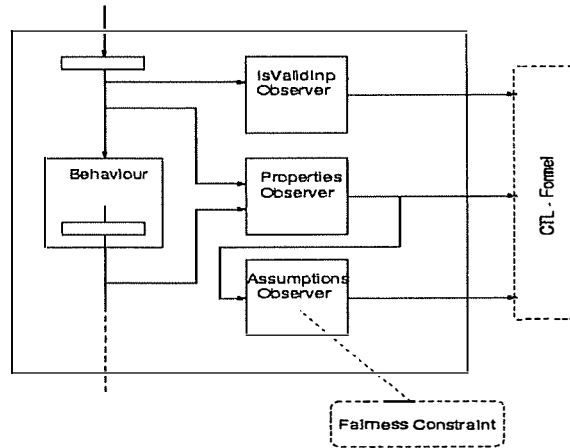 IsValidInp
Observer
Behaviour
Properties
Observer
Assumptions
Observer
CTL - Formel
Fairness Constraint